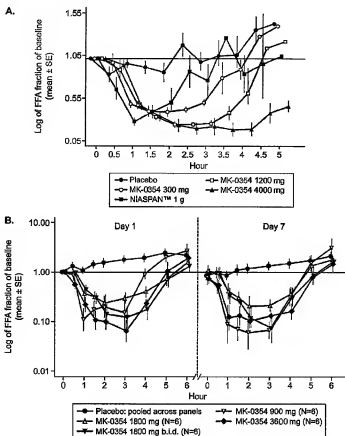 A.
Log of FFA fraction of baseline
(mean ± SE)
1.55
1.05
0.55
0.05
0 0.5 1 1.5 2 2.5 3 3.5 4 4.5 5
Hour
Placebo
MK-0354 1200 mg
MK-0354 300 mg
MK-0354 4000 mg
NIASPAN™ 1 g
B.
Day 1
Day 7
Log of FFA fraction of baseline
(mean ± SE)
10.00
1.00
0.10
0.01
0 1 2 3 4 5 6 0 1 2 3 4 5 6
Hour
Placebo: pooled across panels
MK-0354 1800 mg (N=6)
MK-0354 900 mg (N=6)
MK-0354 1800 mg b.i.d. (N=6)
MK-0354 3600 mg (N=6)